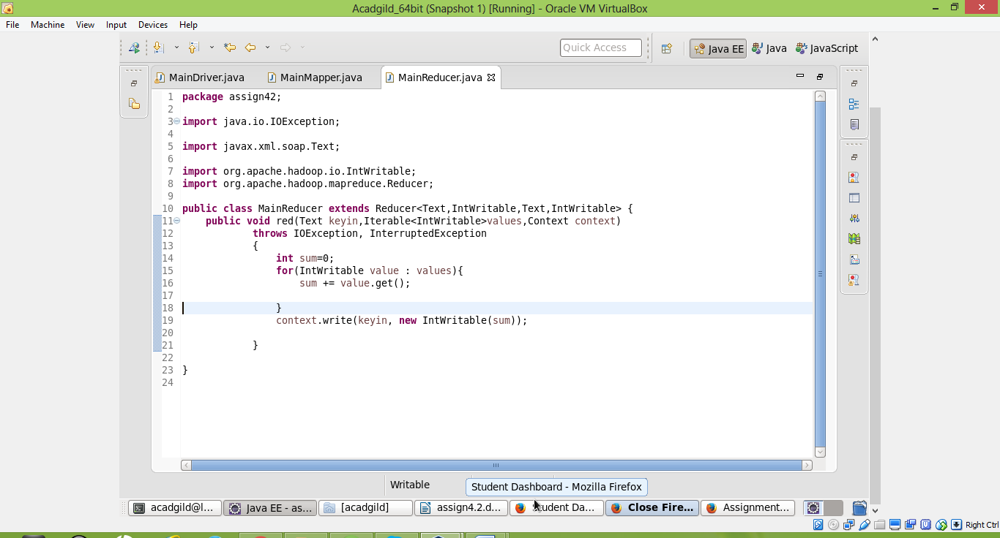 Acadgild_64bit (Snapshot 1) [Running] - Oracle VM VirtualBox
File Machine View Input Devices Help
Quick Access Java EE Java JavaScript
MainDriver.java MainMapper.java MainReducer.java
1 package assign42;
2
3 import java.io.IOException;
4
5 import javax.xml.soap.Text;
6
7 import org.apache.hadoop.io.IntWritable;
8 import org.apache.hadoop.mapreduce.Reducer;
9
10 public class MainReducer extends Reducer<Text,IntWritable,Text,IntWritable> {
11 public void red(Text keyin,Iterable<IntWritable>values,Context context)
12 throws IOException, InterruptedException
13 {
14 int sum=0;
15 for(IntWritable value : values){
16 sum += value.get();
17
18 }
19 context.write(keyin, new IntWritable(sum));
20
21 }
22
23 }
24
Writable
Student Dashboard - Mozilla Firefox
acadgild@l... Java EE - as... [acadgild] assign4.2.d... Student Da... Close Fire... Assignment...
Right Ctrl